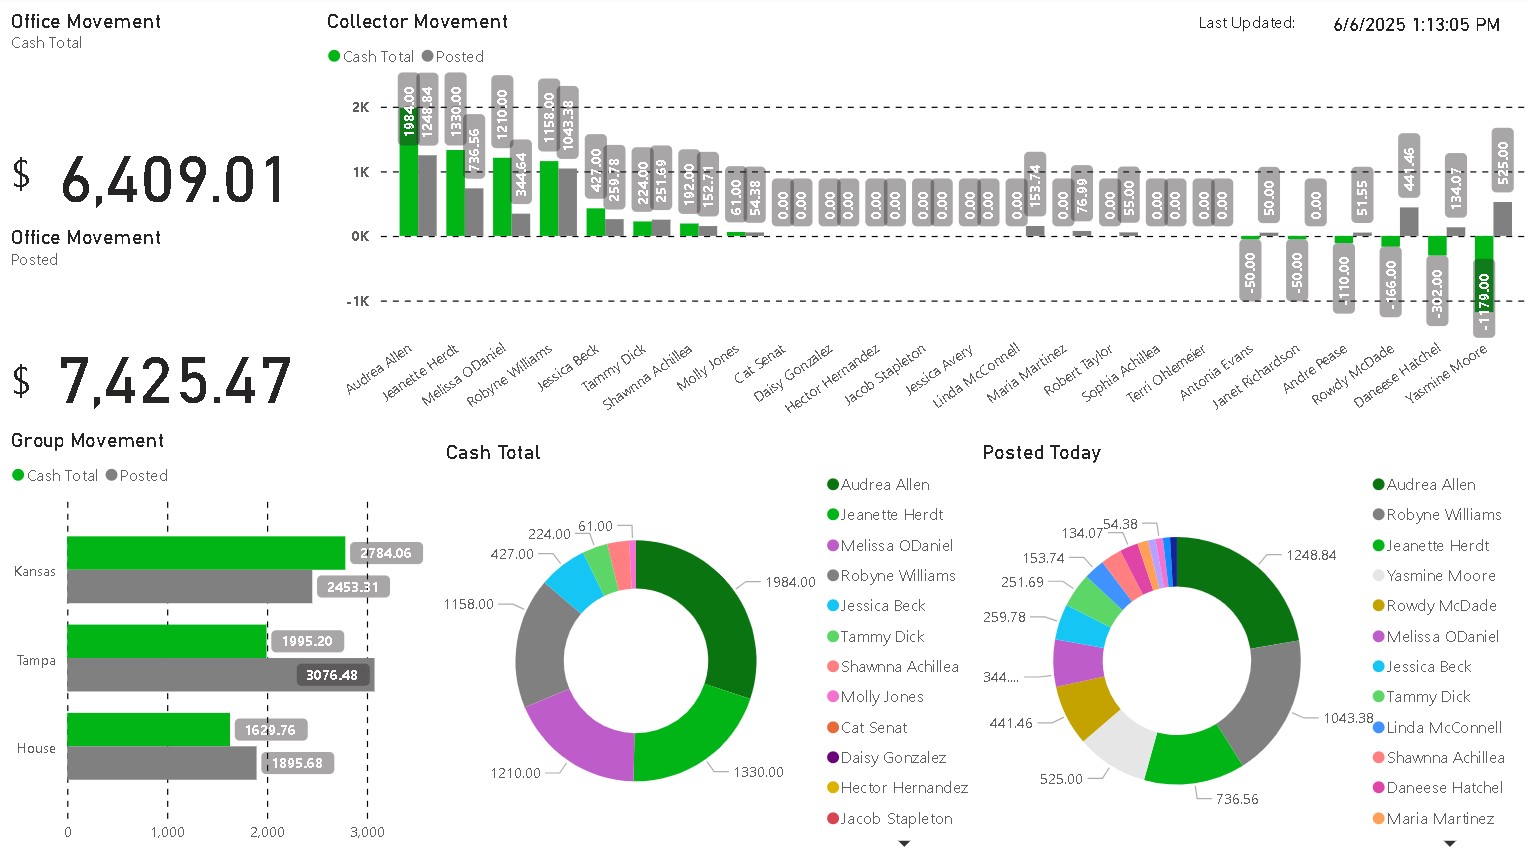 Office Movement
Cash Total
$ 6,409.01
Office Movement
Posted
$ 7,425.47
Collector Movement
Last Updated: 6/6/2025 1:13:05 PM
Cash Total Posted
2K
1K
0K
-1K
1984.00
1248.84
1330.00
736.56
1210.00
344.64
1158.00
1043.38
427.00
259.78
224.00
251.69
192.00
152.71
61.00
54.38
0.00
0.00
0.00
0.00
0.00
0.00
0.00
0.00
0.00
0.00
0.00
153.74
0.00
76.99
0.00
55.00
0.00
0.00
0.00
0.00
-50.00
50.00
-50.00
0.00
-110.00
51.55
-166.00
441.46
-302.00
134.07
-1179.00
525.00
Audrea Allen
Jeanette Herdt
Melissa ODaniel
Robyne Williams
Jessica Beck
Tammy Dick
Shawnna Achillea
Molly Jones
Cat Senat
Daisy Gonzalez
Hector Hernandez
Jacob Stapleton
Jessica Avery
Linda McConnell
Maria Martinez
Robert Taylor
Sophia Achillea
Terri Ohlemeier
Antonia Evans
Janet Richardson
Andre Pease
Rowdy McDade
Daneese Hatchel
Yasmine Moore
Group Movement
Cash Total Posted
Kansas
2784.06
2453.31
Tampa
1995.20
3076.48
House
1629.76
1895.68
0 1,000 2,000 3,000
Cash Total
61.00
224.00
427.00
1158.00
1210.00
1984.00
1330.00
Audrea Allen
Jeanette Herdt
Melissa ODaniel
Robyne Williams
Jessica Beck
Tammy Dick
Shawnna Achillea
Molly Jones
Cat Senat
Daisy Gonzalez
Hector Hernandez
Jacob Stapleton
Posted Today
54.38
134.07
153.74
251.69
259.78
344....
441.46
525.00
736.56
1043.38
1248.84
Audrea Allen
Robyne Williams
Jeanette Herdt
Yasmine Moore
Rowdy McDade
Melissa ODaniel
Jessica Beck
Tammy Dick
Linda McConnell
Shawnna Achillea
Daneese Hatchel
Maria Martinez